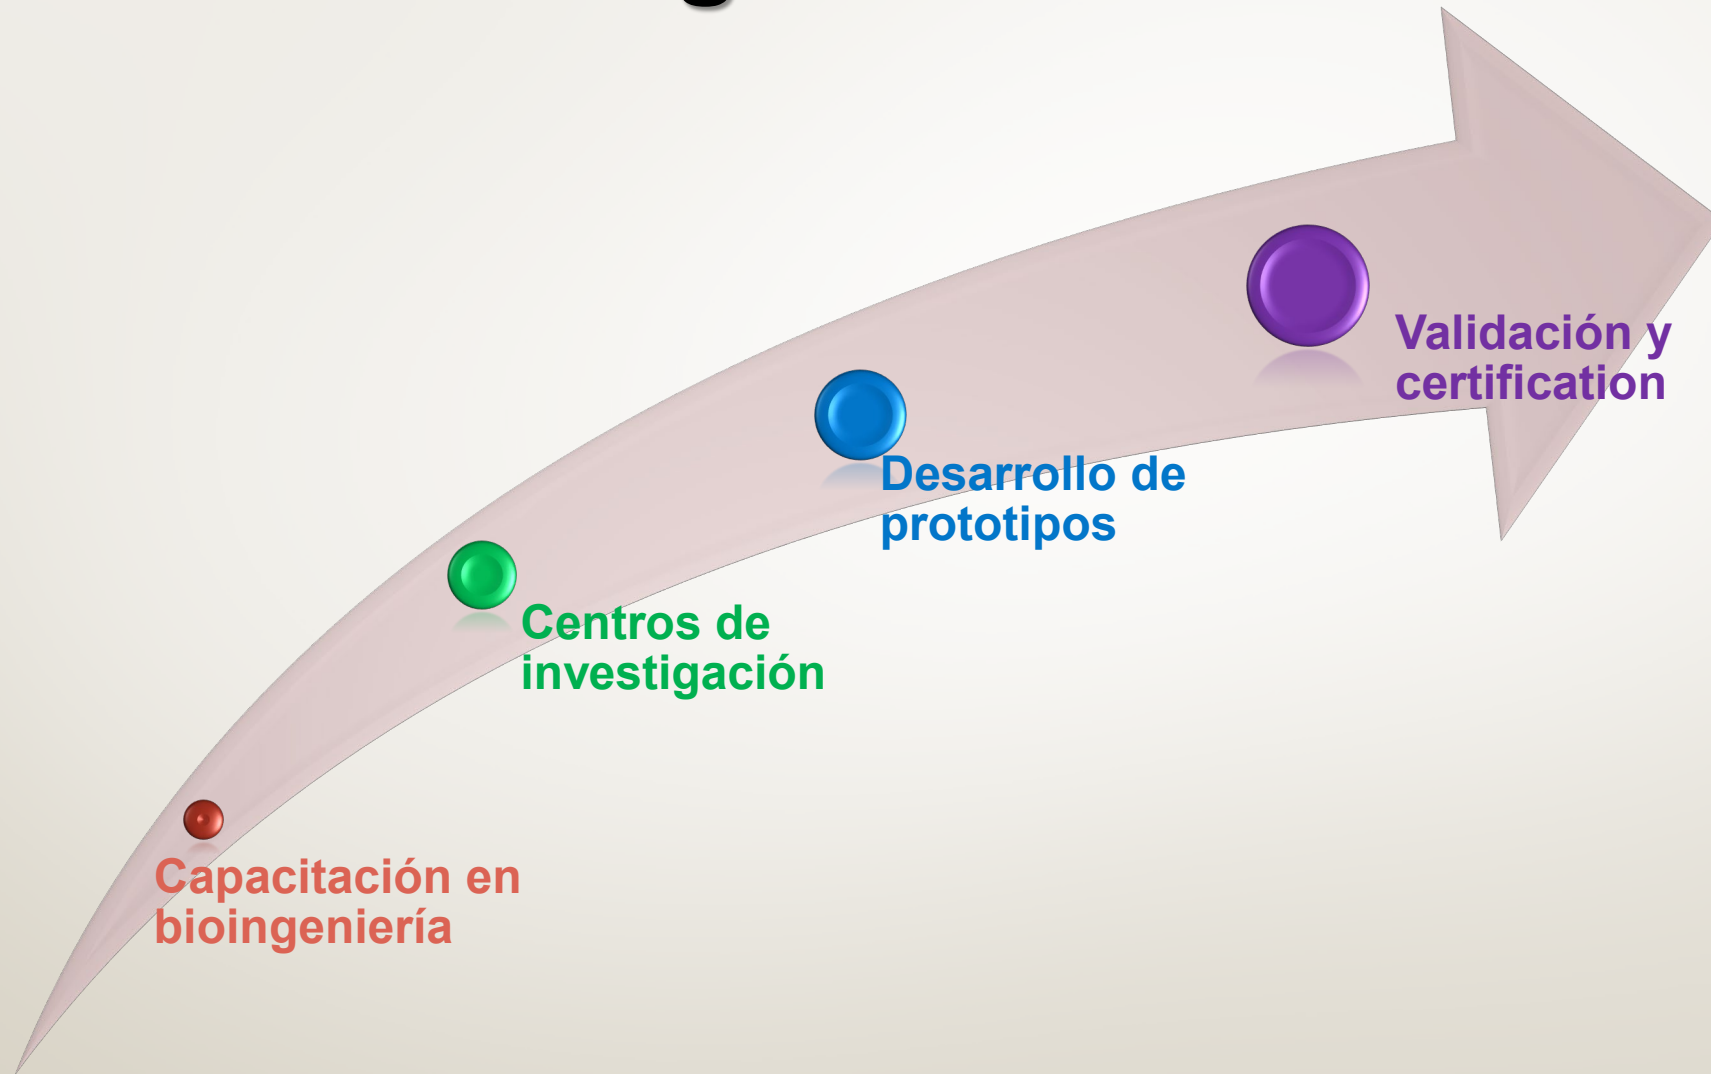 Validación y
certification
Desarrollo de
prototipos
Centros de
investigación
Capacitación en
bioingeniería